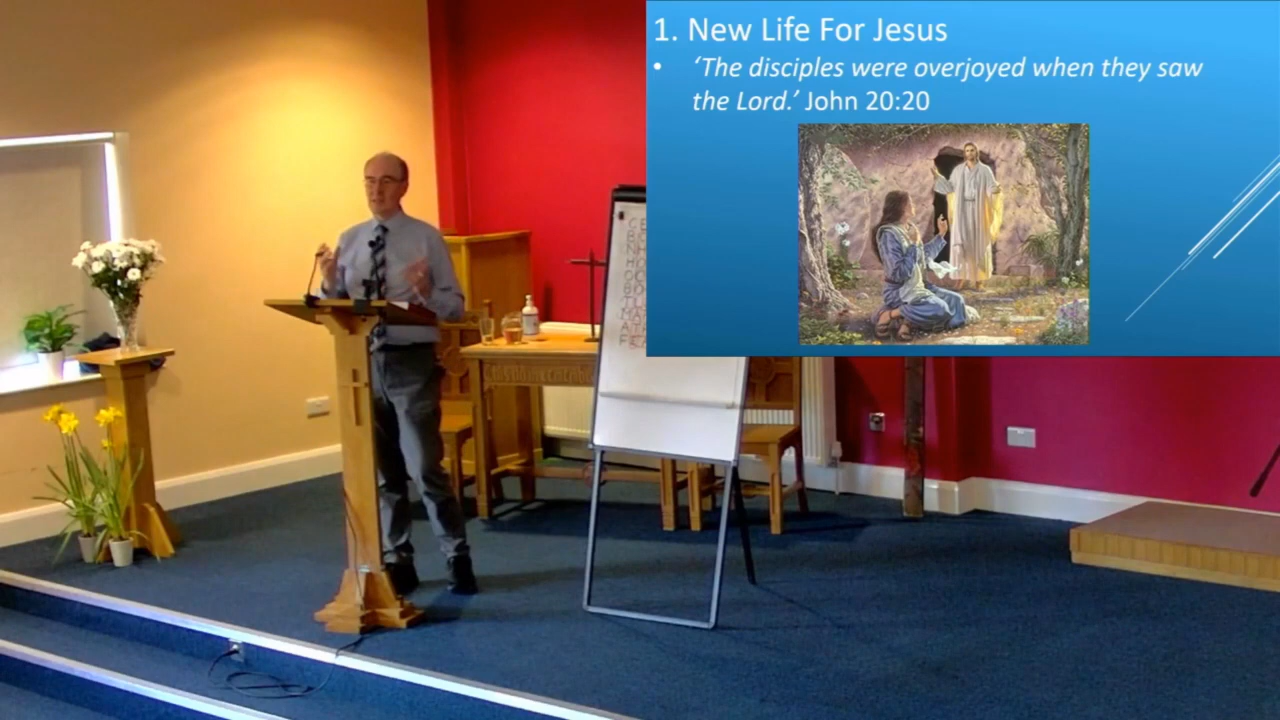 1. New Life For Jesus
• ‘The disciples were overjoyed when they saw
the Lord.’ John 20:20